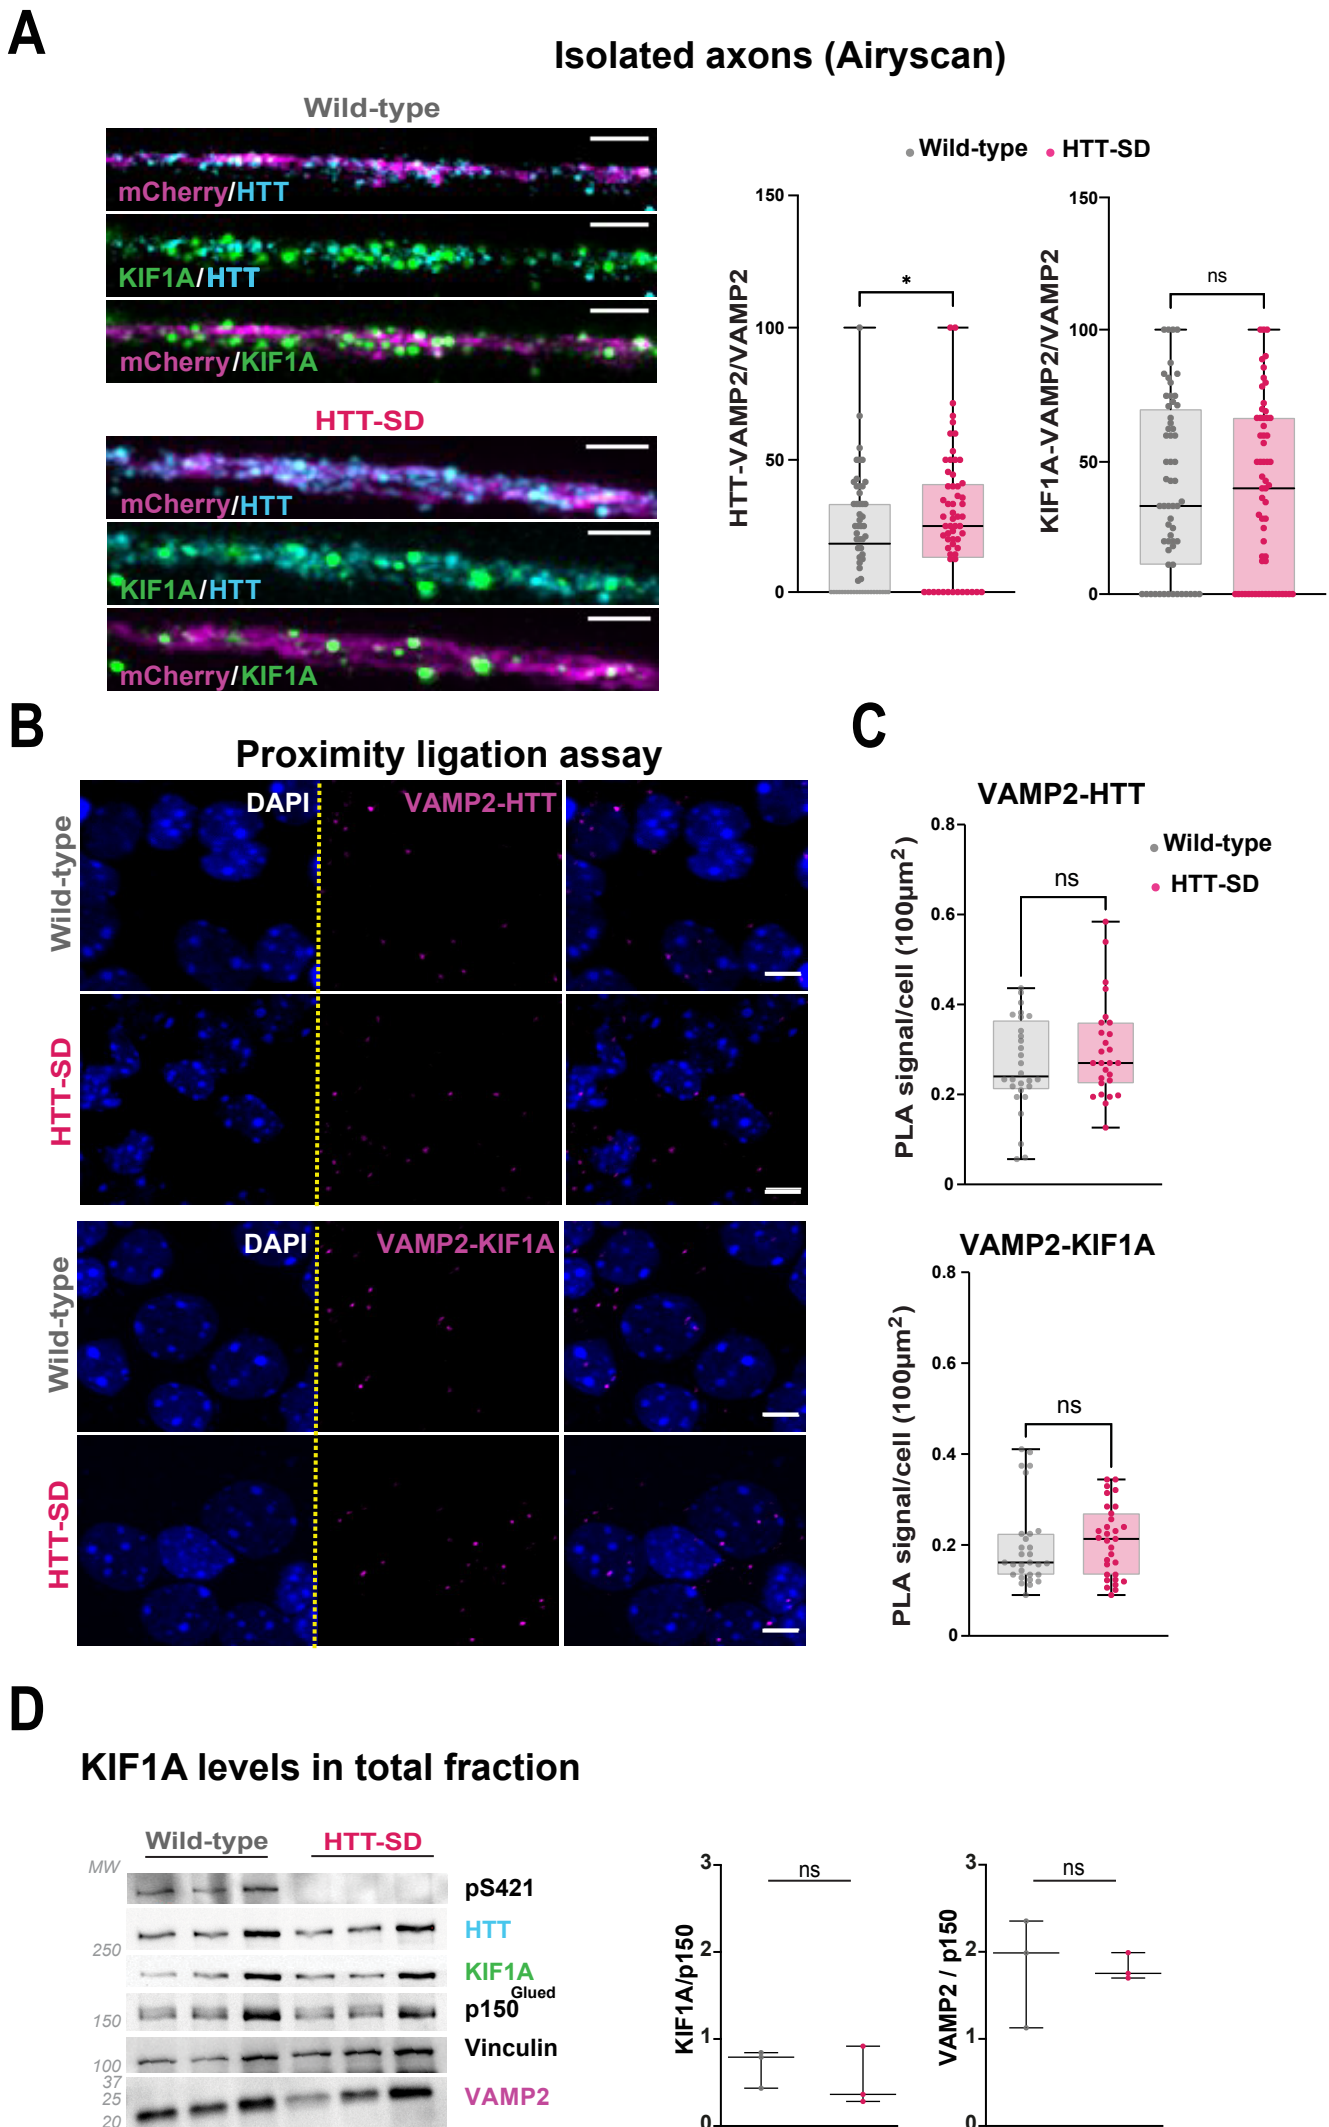 A
Isolated axons (Airyscan)
Wild-type
mCherry/HTT
KIF1A/HTT
mCherry/KIF1A
HTT-SD
mCherry/HTT
KIF1A/HTT
mCherry/KIF1A
Wild-type HTT-SD
HTT-VAMP2/VAMP2
150
100
50
0
*
KIF1A-VAMP2/VAMP2
150
100
50
0
ns
B
Proximity ligation assay
DAPI VAMP2-HTT
Wild-type
HTT-SD
DAPI VAMP2-KIF1A
Wild-type
HTT-SD
C
VAMP2-HTT
Wild-type
HTT-SD
PLA signal/cell (100µm²)
0.8
0.6
0.4
0.2
0
ns
VAMP2-KIF1A
PLA signal/cell (100µm²)
0.8
0.6
0.4
0.2
0
ns
D
KIF1A levels in total fraction
Wild-type HTT-SD
MW
pS421
HTT
250
KIF1A
p150Glued
150
Vinculin
100
37
25
VAMP2
20
KIF1A/p150
3
2
1
0
ns
VAMP2 / p150
3
2
1
0
ns